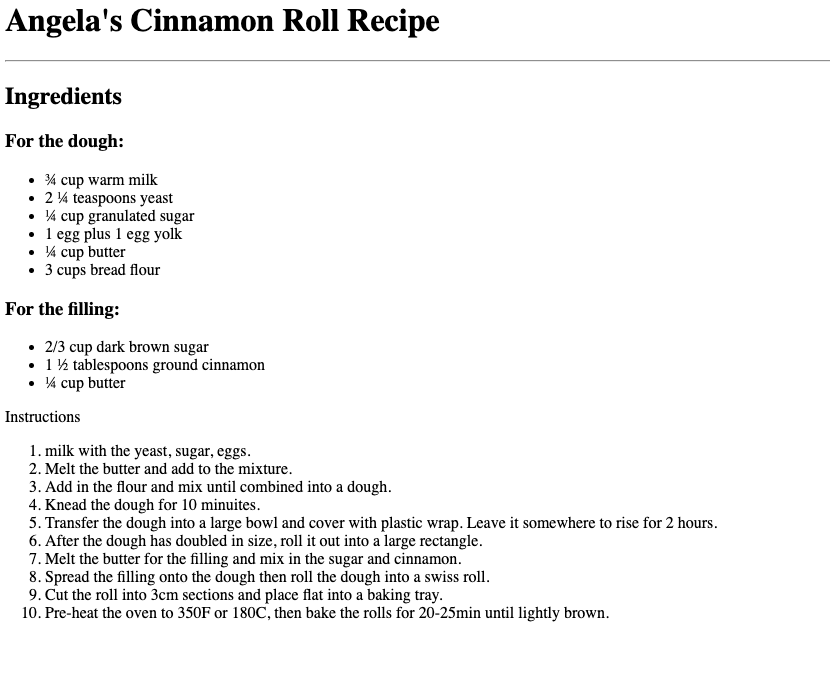 Angela's Cinnamon Roll Recipe
Ingredients
For the dough:
• ¾ cup warm milk
• 2 ¼ teaspoons yeast
• ¼ cup granulated sugar
• 1 egg plus 1 egg yolk
• ¼ cup butter
• 3 cups bread flour
For the filling:
• 2/3 cup dark brown sugar
• 1 ½ tablespoons ground cinnamon
• ¼ cup butter
Instructions
1. milk with the yeast, sugar, eggs.
2. Melt the butter and add to the mixture.
3. Add in the flour and mix until combined into a dough.
4. Knead the dough for 10 minuites.
5. Transfer the dough into a large bowl and cover with plastic wrap. Leave it somewhere to rise for 2 hours.
6. After the dough has doubled in size, roll it out into a large rectangle.
7. Melt the butter for the filling and mix in the sugar and cinnamon.
8. Spread the filling onto the dough then roll the dough into a swiss roll.
9. Cut the roll into 3cm sections and place flat into a baking tray.
10. Pre-heat the oven to 350F or 180C, then bake the rolls for 20-25min until lightly brown.